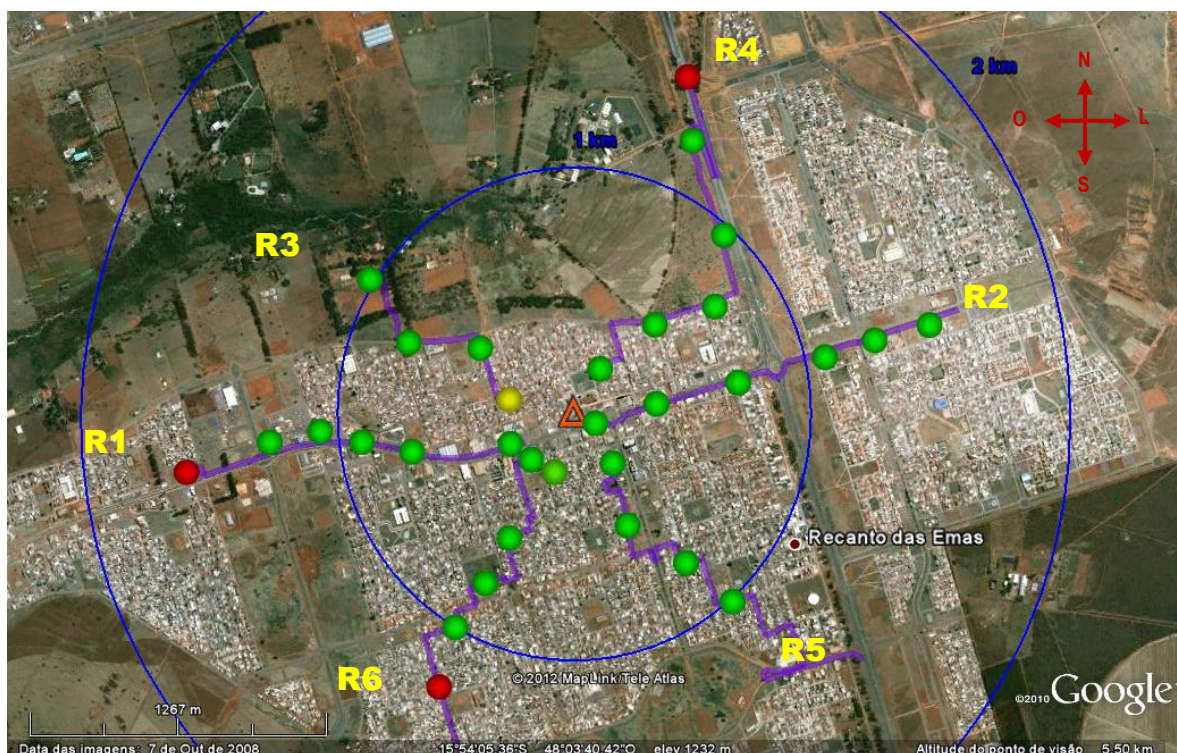 R4
2 km
N
O L
S
1 km
R3
R2
R1
Recanto das Emas
R5
R6
© 2012 MapLink/Tele Atlas
©2010 Google
1267 m
Data das imagens: 7 de Out de 2008 15°54'05.36"S 48°03'40.42"O elev 1232 m Altitude do ponto de visão 5.50 km